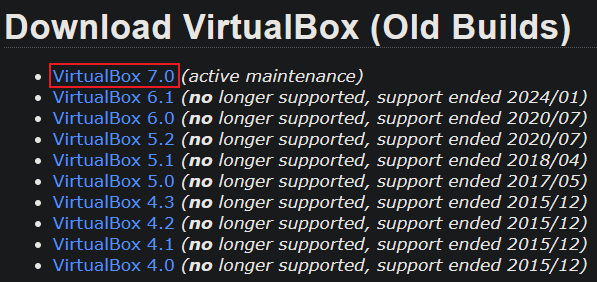 Download VirtualBox (Old Builds)
VirtualBox 7.0 (active maintenance)
VirtualBox 6.1 (no longer supported, support ended 2024/01)
VirtualBox 6.0 (no longer supported, support ended 2020/07)
VirtualBox 5.2 (no longer supported, support ended 2020/07)
VirtualBox 5.1 (no longer supported, support ended 2018/04)
VirtualBox 5.0 (no longer supported, support ended 2017/05)
VirtualBox 4.3 (no longer supported, support ended 2015/12)
VirtualBox 4.2 (no longer supported, support ended 2015/12)
VirtualBox 4.1 (no longer supported, support ended 2015/12)
VirtualBox 4.0 (no longer supported, support ended 2015/12)